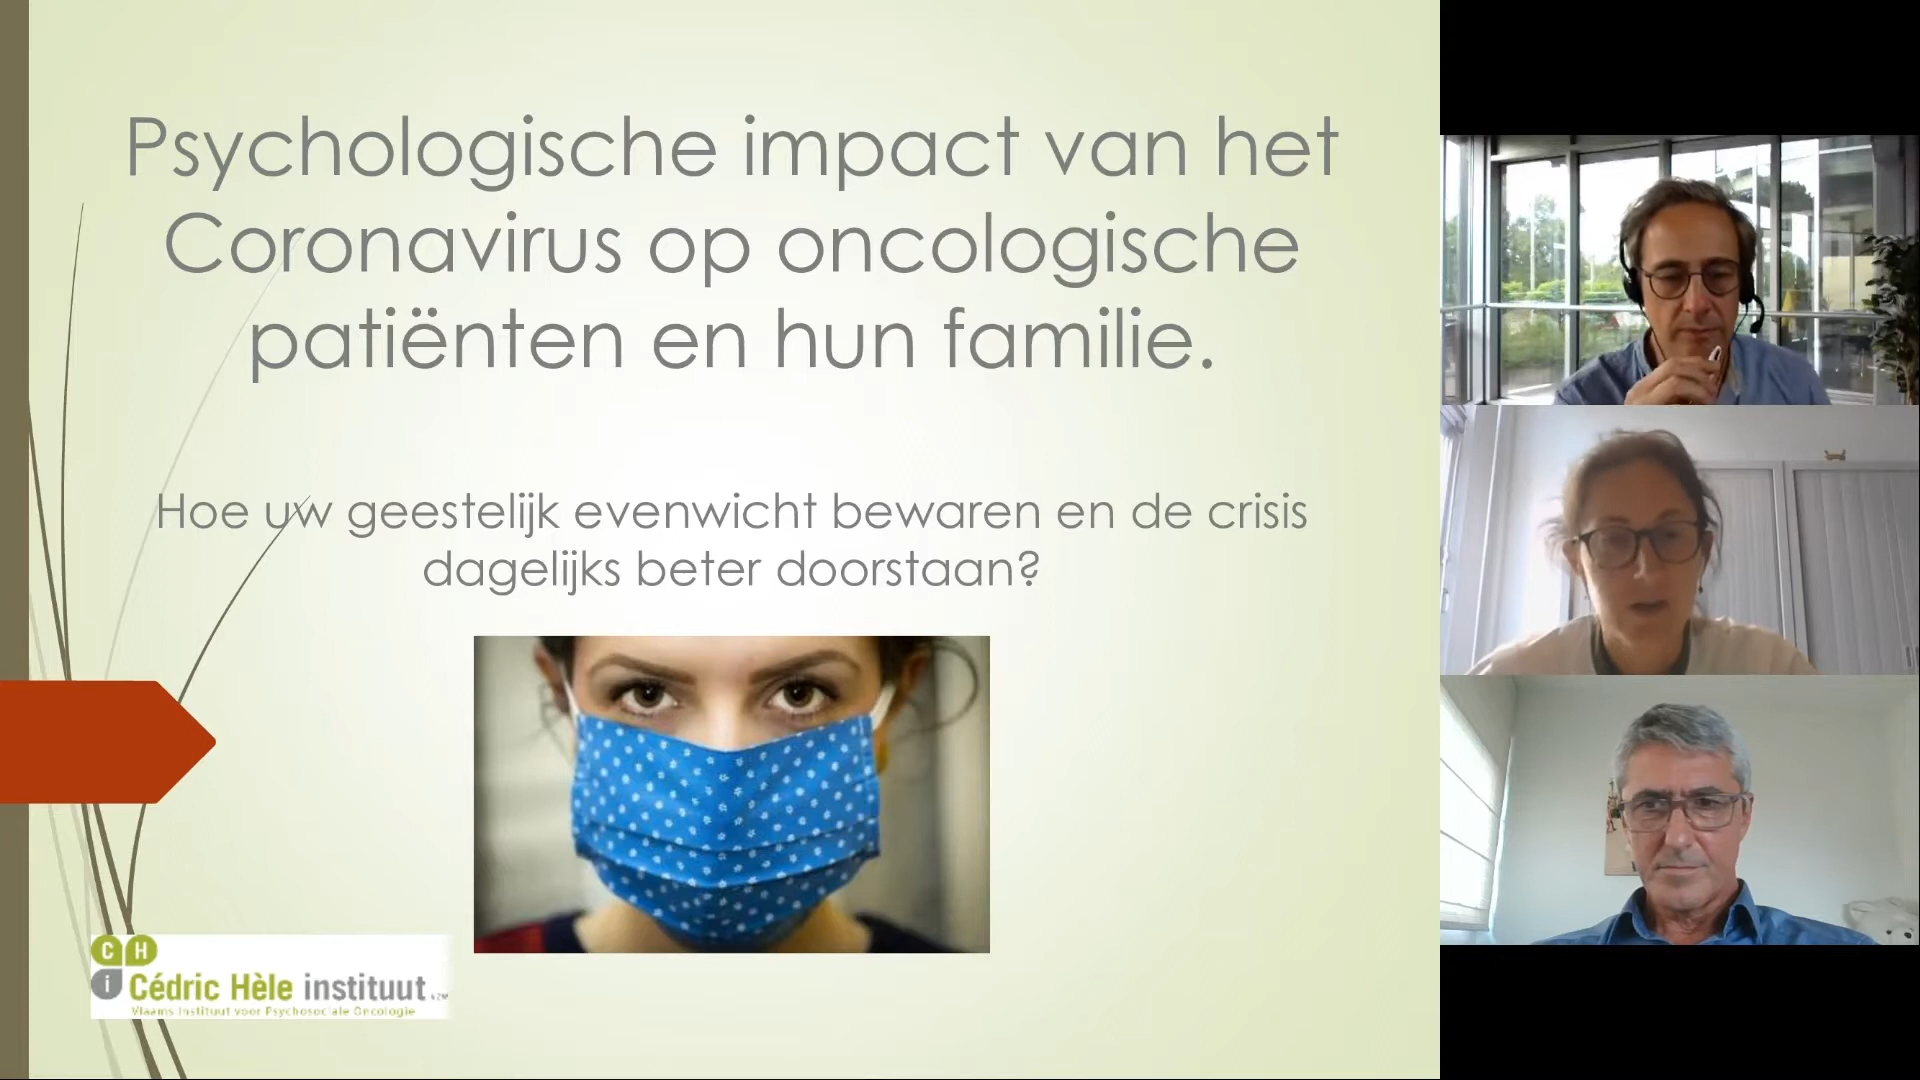 Psychologische impact van het
Coronavirus op oncologische
patiënten en hun familie.
Hoe uw geestelijk evenwicht bewaren en de crisis
dagelijks beter doorstaan?
C H
i Cédric Hèle instituut vzw
Vlaams Instituut voor Psychosociale Oncologie